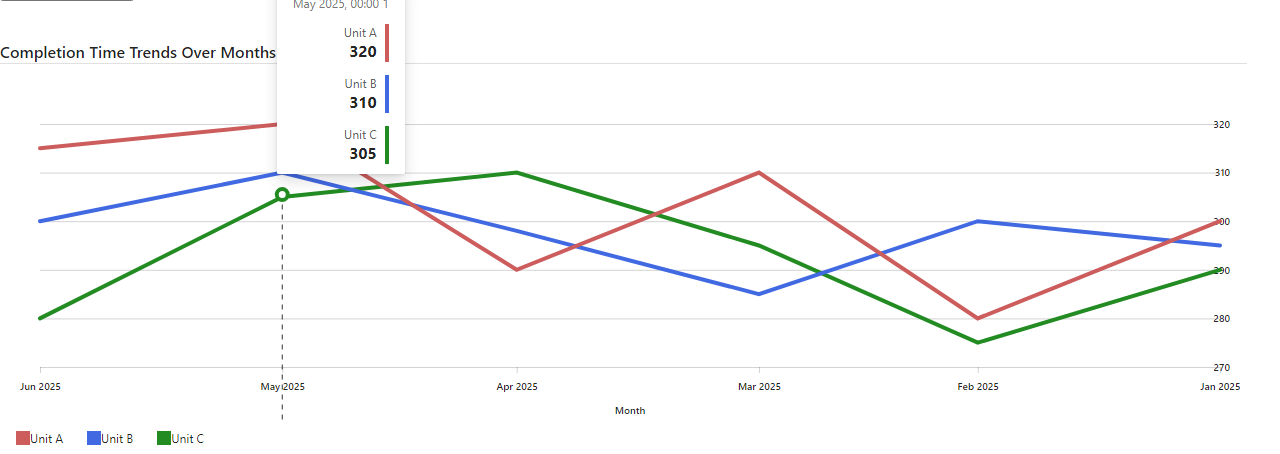 May 2025, 00:00 1
Unit A
320
Completion Time Trends Over Months
Unit B
310
Unit C
305
320
310
300
290
280
270
Jun 2025
May 2025
Apr 2025
Mar 2025
Feb 2025
Jan 2025
Month
Unit A
Unit B
Unit C